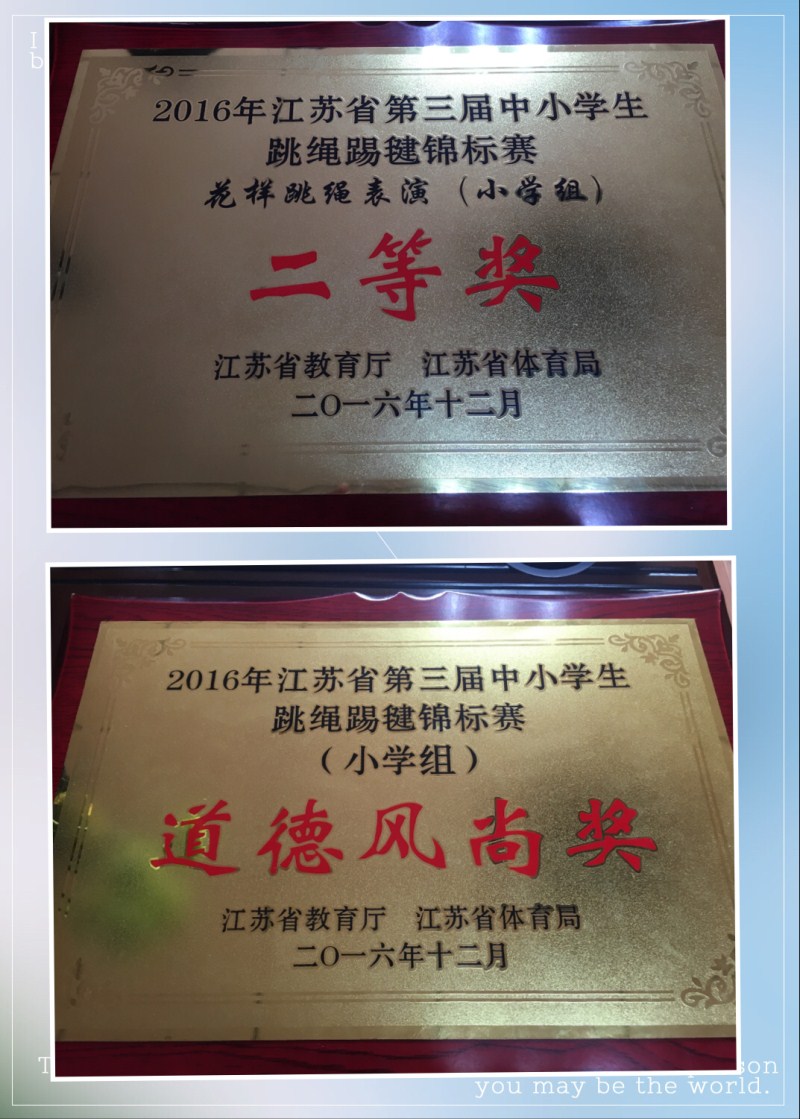 2016年江苏省第三届中小学生
跳绳踢毽锦标赛
花样跳绳表演（小学组）
二等奖
江苏省教育厅 江苏省体育局
二〇一六年十二月
2016年江苏省第三届中小学生
跳绳踢毽锦标赛
（小学组）
道德风尚奖
江苏省教育厅 江苏省体育局
二〇一六年十二月
you may be the world.